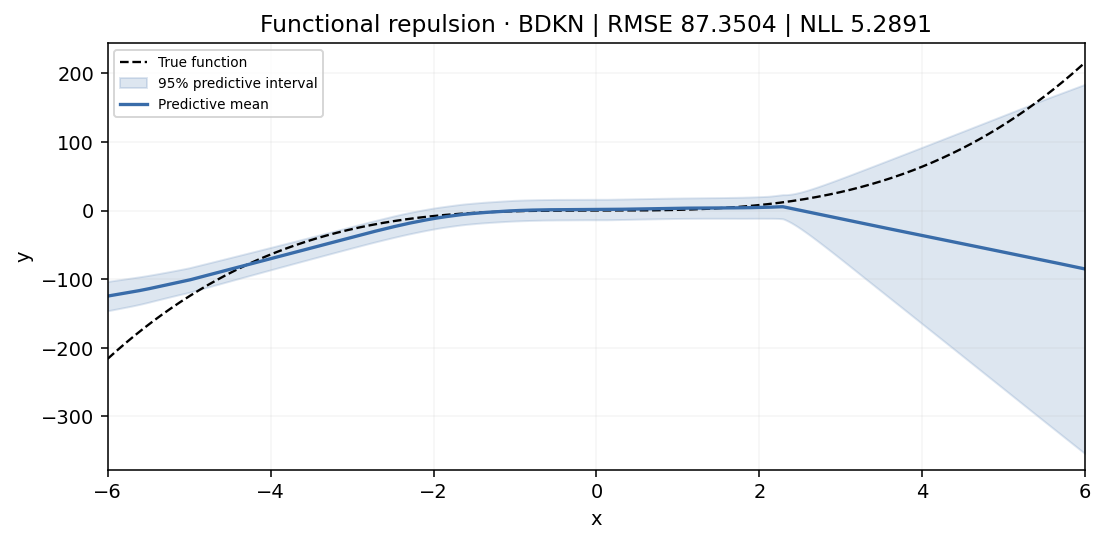 Functional repulsion · BDKN | RMSE 87.3504 | NLL 5.2891
True function
95% predictive interval
Predictive mean
200
100
0
−100
−200
−300
y
−6
−4
−2
0
2
4
6
x